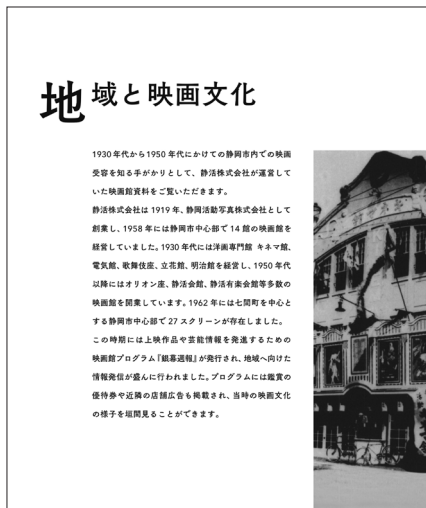 地域と映画文化
1930年代から1950年代にかけての静岡市内での映画
受容を知る手がかりとして、静活株式会社が運営して
いた映画館資料をご覧いただきます。
静活株式会社は1919年、静岡活動写真株式会社として
創業し、1958年には静岡市中心部で14館の映画館を
経営していました。1930年代には洋画専門館 キネマ館、
電気館、歌舞伎座、立花館、明治館を経営し、1950年代
以降にはオリオン座、静活会館、静活有楽会館等多数の
映画館を開業しています。1962年には七間町を中心と
する静岡市中心部で27スクリーンが存在しました。
この時期には上映作品や芸能情報を発進するための
映画館プログラム『銀幕週報』が発行され、地域へ向けた
情報発信が盛んに行われました。プログラムには鑑賞の
優待券や近隣の店舗広告も掲載され、当時の映画文化
の様子を垣間見ることができます。